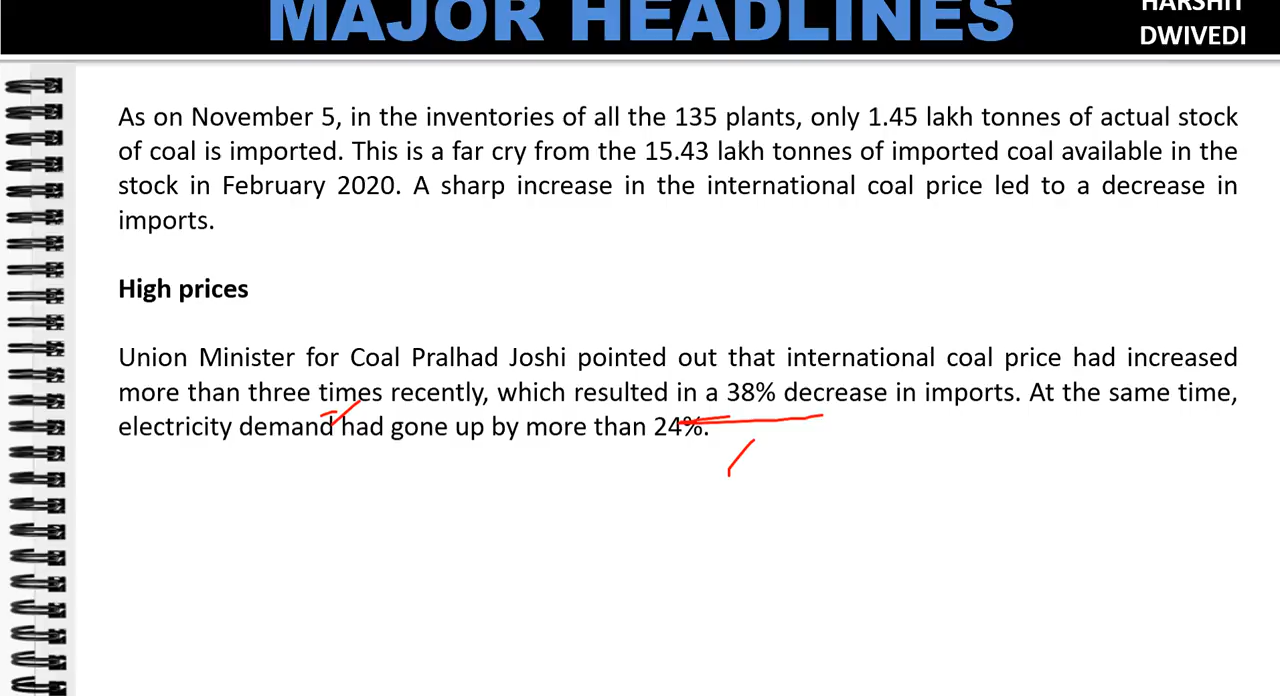 MAJOR HEADLINES
HARSHIT
DWIVEDI
As on November 5, in the inventories of all the 135 plants, only 1.45 lakh tonnes of actual stock
of coal is imported. This is a far cry from the 15.43 lakh tonnes of imported coal available in the
stock in February 2020. A sharp increase in the international coal price led to a decrease in
imports.
High prices
Union Minister for Coal Pralhad Joshi pointed out that international coal price had increased
more than three times recently, which resulted in a 38% decrease in imports. At the same time,
electricity demand had gone up by more than 24%.